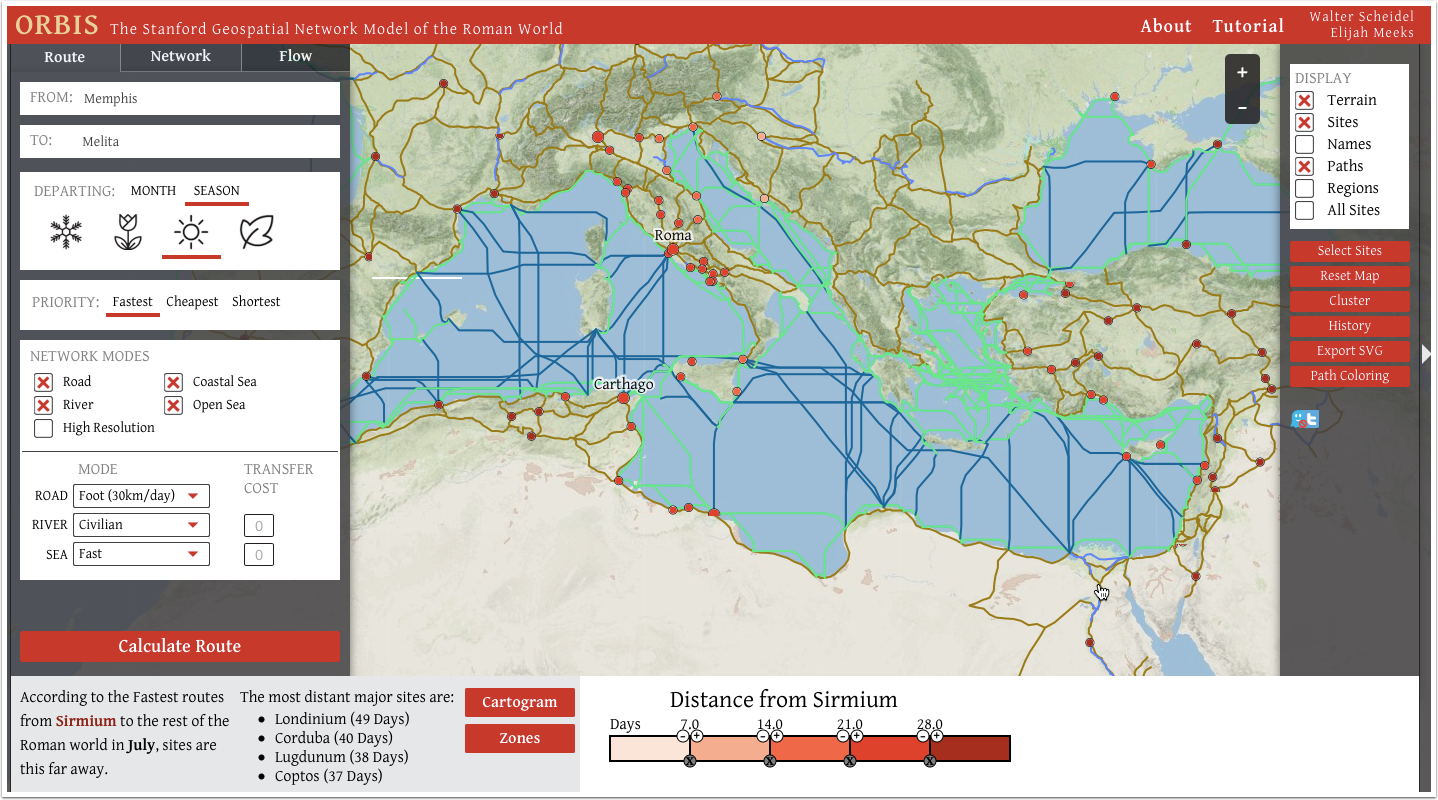 ORBIS The Stanford Geospatial Network Model of the Roman World
About Tutorial
Walter Scheidel
Elijah Meeks
Route Network Flow
FROM: Memphis
TO: Melita
DEPARTING: MONTH SEASON
PRIORITY: Fastest Cheapest Shortest
NETWORK MODES
Road Coastal Sea
River Open Sea
High Resolution
MODE TRANSFER
COST
ROAD Foot (30km/day)
RIVER Civilian 0
SEA Fast 0
Calculate Route
Roma
Carthago
+
−
DISPLAY
Terrain
Sites
Names
Paths
Regions
All Sites
Select Sites
Reset Map
Cluster
History
Export SVG
Path Coloring
According to the Fastest routes
from Sirmium to the rest of the
Roman world in July, sites are
this far away.
The most distant major sites are:
• Londinium (49 Days)
• Corduba (40 Days)
• Lugdunum (38 Days)
• Coptos (37 Days)
Cartogram
Zones
Distance from Sirmium
Days 7.0 14.0 21.0 28.0
− + − + − + − +
X X X X